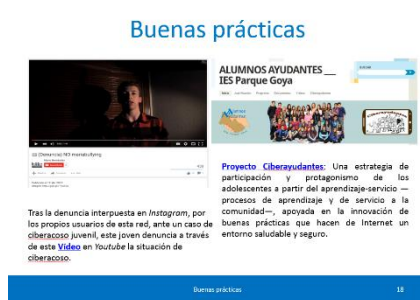 Buenas prácticas
ALUMNOS AYUDANTES __
IES Parque Goya
(Denuncia) NO menabullying
Tras la denuncia interpuesta en Instagram, por
los propios usuarios de esta red, ante un caso de
ciberacoso juvenil, este joven denuncia a través
de este Vídeo en Youtube la situación de
ciberacoso.
Proyecto Ciberayudantes: Una estrategia de
participación y protagonismo de los
adolescentes a partir del aprendizaje-servicio —
procesos de aprendizaje y de servicio a la
comunidad—, apoyada en la innovación de
buenas prácticas que hacen de Internet un
entorno saludable y seguro.
Buenas prácticas
18